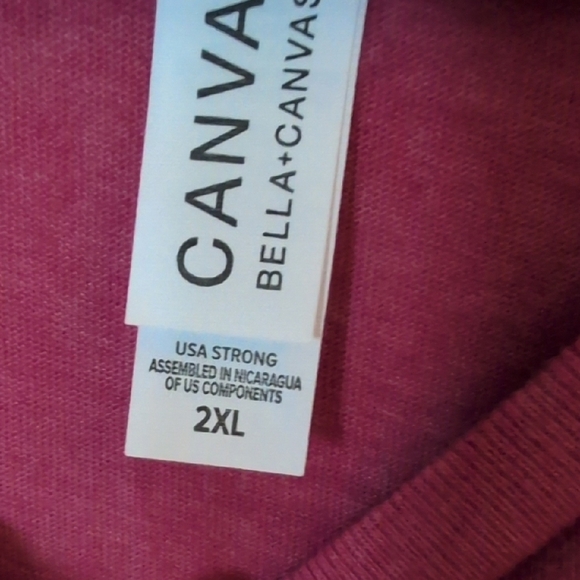 CANVA
BELLA+CANVAS
USA STRONG
ASSEMBLED IN NICARAGUA
OF US COMPONENTS
2XL